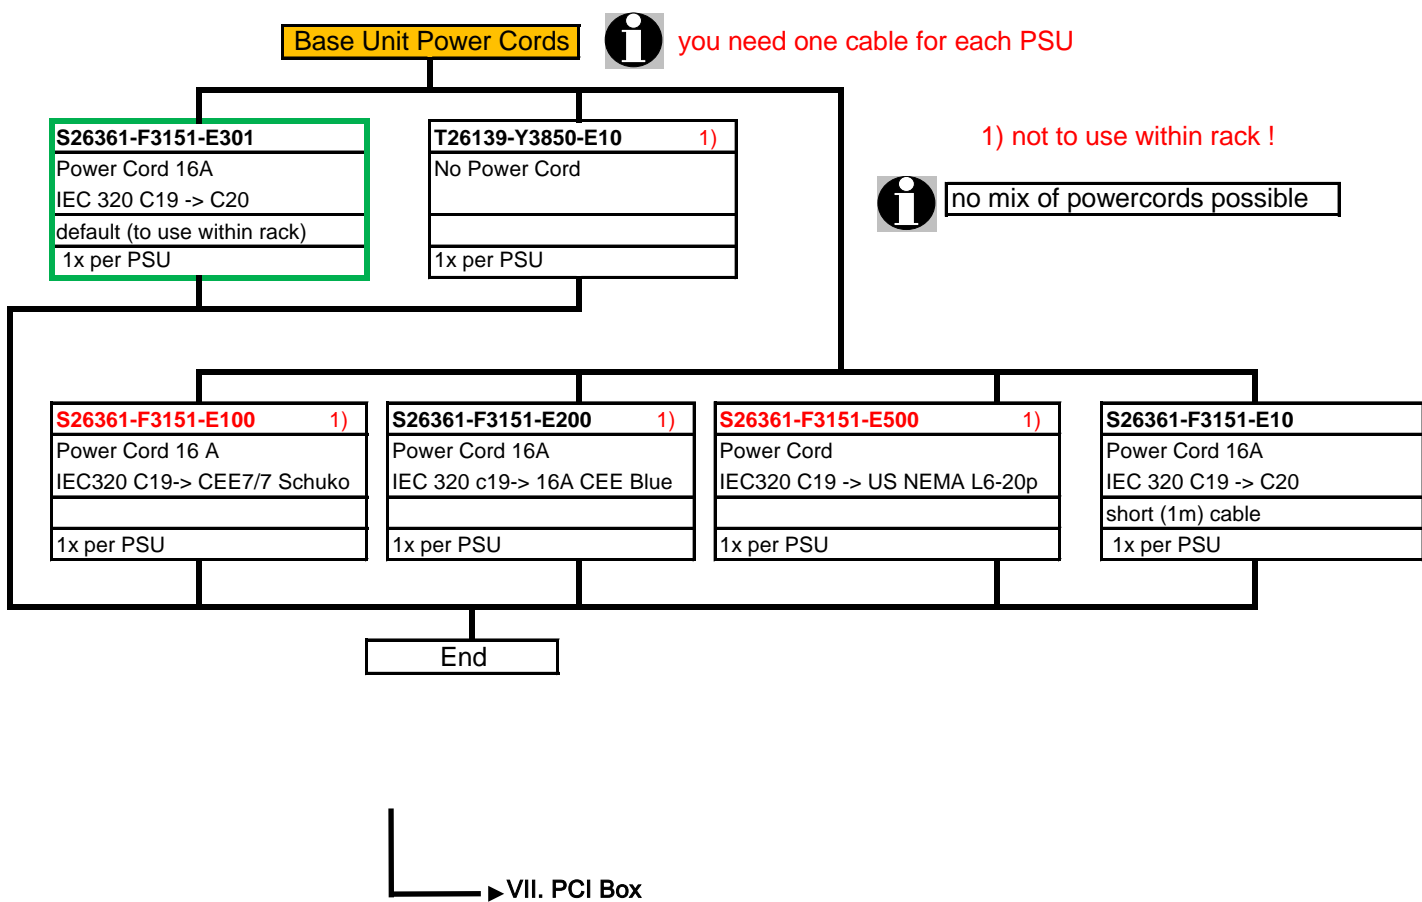 Base Unit Power Cords
you need one cable for each PSU
S26361-F3151-E301
Power Cord 16A
IEC 320 C19 -> C20
default (to use within rack)
1x per PSU
T26139-Y3850-E10 1)
No Power Cord
1x per PSU
1) not to use within rack !
no mix of powercords possible
S26361-F3151-E100 1)
Power Cord 16 A
IEC320 C19-> CEE7/7 Schuko
1x per PSU
S26361-F3151-E200 1)
Power Cord 16A
IEC 320 c19-> 16A CEE Blue
1x per PSU
S26361-F3151-E500 1)
Power Cord
IEC320 C19 -> US NEMA L6-20p
1x per PSU
S26361-F3151-E10
Power Cord 16A
IEC 320 C19 -> C20
short (1m) cable
1x per PSU
End
VII. PCI Box